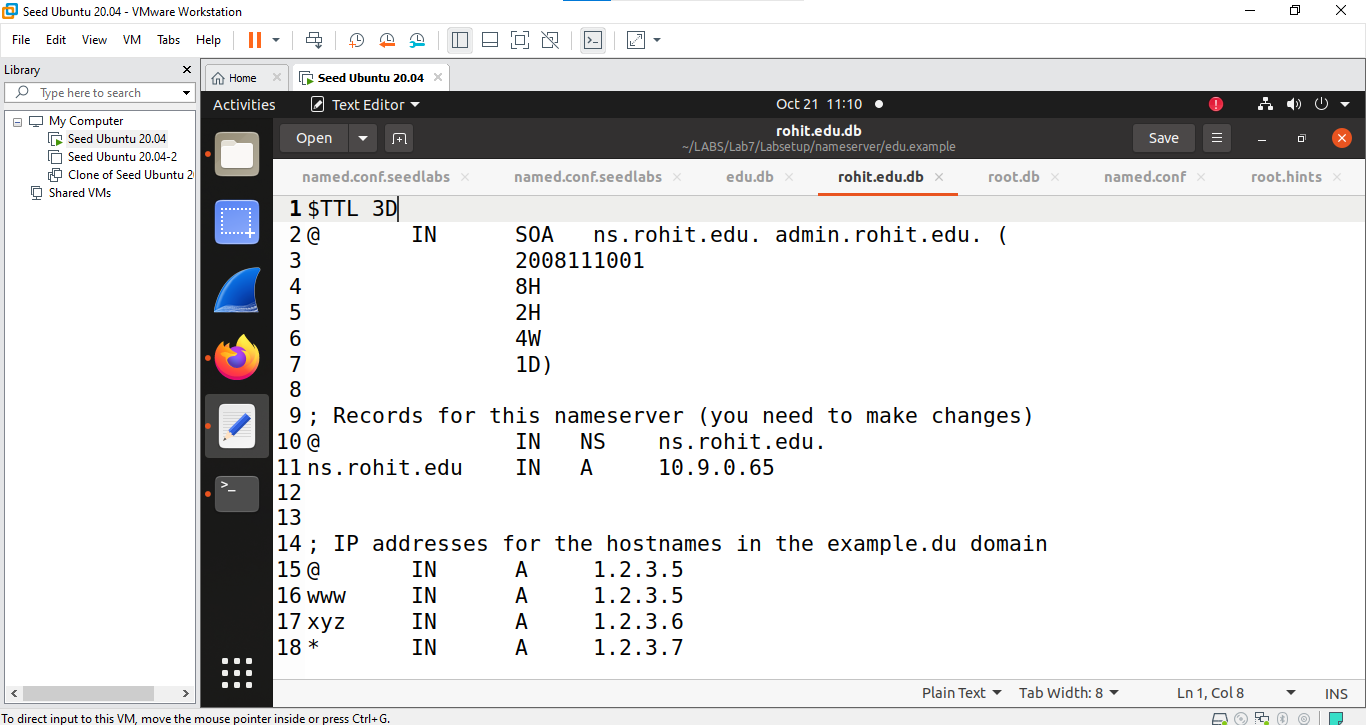 Seed Ubuntu 20.04 - VMware Workstation
File Edit View VM Tabs Help
Library
Type here to search
My Computer
Seed Ubuntu 20.04
Seed Ubuntu 20.04-2
Clone of Seed Ubuntu 2
Shared VMs
Home
Seed Ubuntu 20.04
Activities
Text Editor
Oct 21 11:10
Open
rohit.edu.db
~/LABS/Lab7/Labsetup/nameserver/edu.example
Save
named.conf.seedlabs
named.conf.seedlabs
edu.db
rohit.edu.db
root.db
named.conf
root.hints
1 $TTL 3D
2 @ IN SOA ns.rohit.edu. admin.rohit.edu. (
3 2008111001
4 8H
5 2H
6 4W
7 1D)
8
9 ; Records for this nameserver (you need to make changes)
10 @ IN NS ns.rohit.edu.
11 ns.rohit.edu IN A 10.9.0.65
12
13
14 ; IP addresses for the hostnames in the example.du domain
15 @ IN A 1.2.3.5
16 www IN A 1.2.3.5
17 xyz IN A 1.2.3.6
18 * IN A 1.2.3.7
Plain Text
Tab Width: 8
Ln 1, Col 8
INS
To direct input to this VM, move the mouse pointer inside or press Ctrl+G.